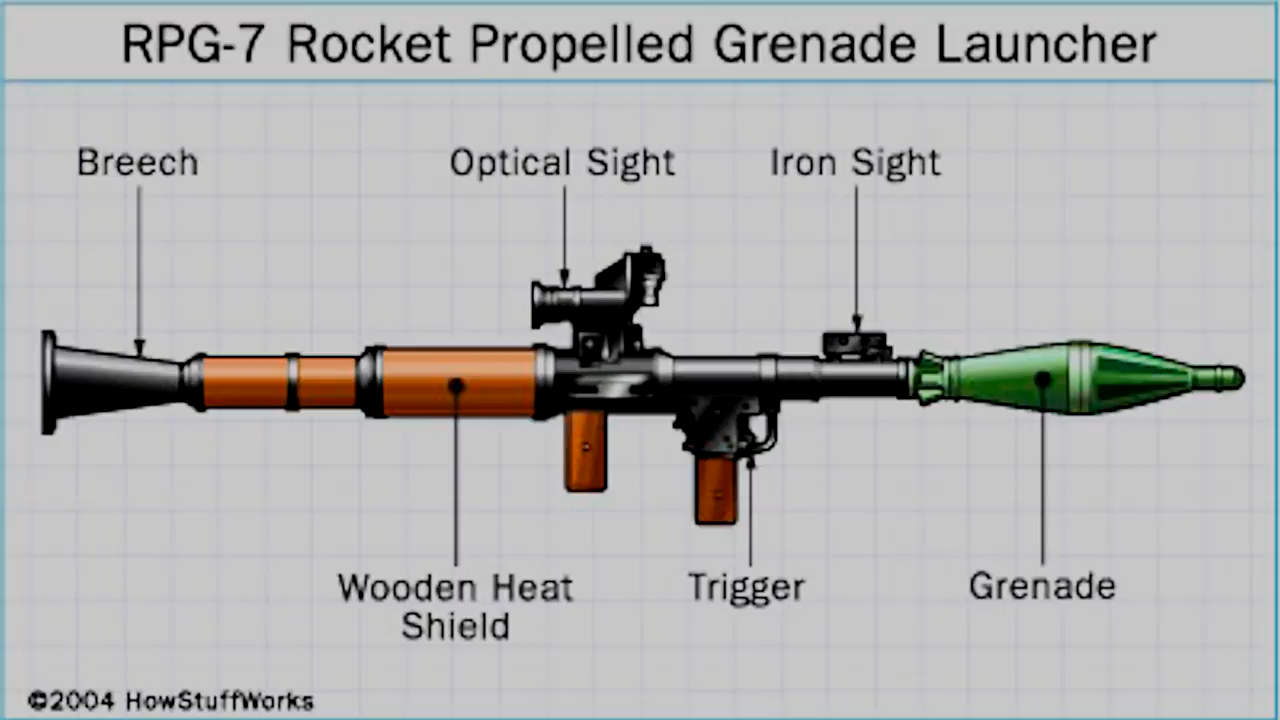 RPG-7 Rocket Propelled Grenade Launcher
Breech
Optical Sight
Iron Sight
Wooden Heat
Shield
Trigger
Grenade
©2004 HowStuffWorks